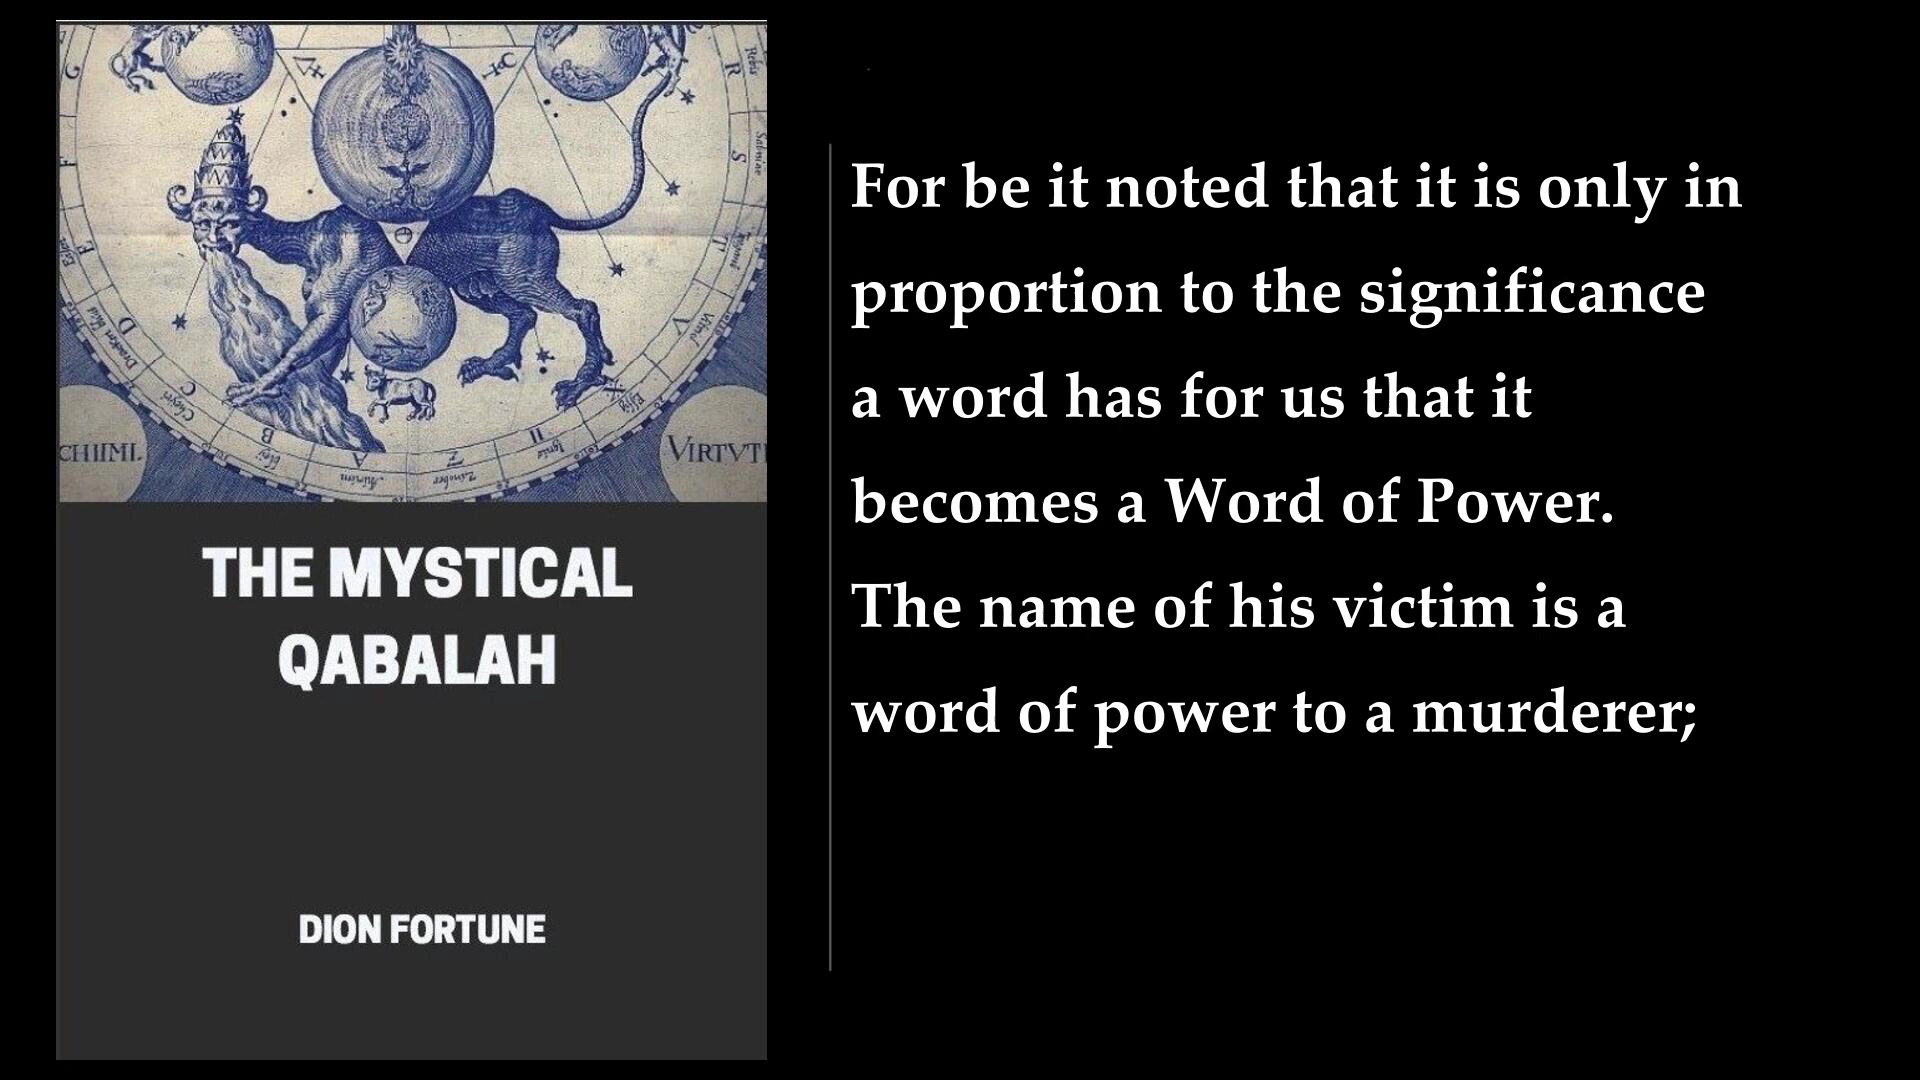 CHIIMI.
VIRTVTI
THE MYSTICAL
QABALAH
DION FORTUNE
For be it noted that it is only in
proportion to the significance
a word has for us that it
becomes a Word of Power.
The name of his victim is a
word of power to a murderer;